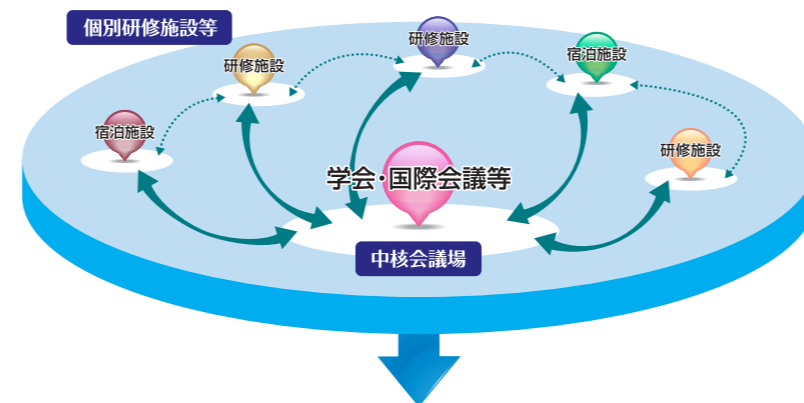 個別研修施設等
研修施設
研修施設
宿泊施設
宿泊施設
研修施設
学会・国際会議等
中核会議場